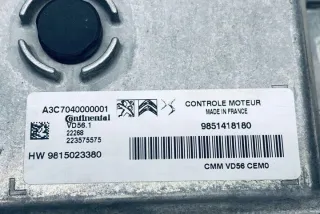 A3C7040000001
Continental
VD56.1
22288
223575575
HW 9815023380
CONTROLE MOTEUR
MADE IN FRANCE
9851418180
CMM VD56 CEM0